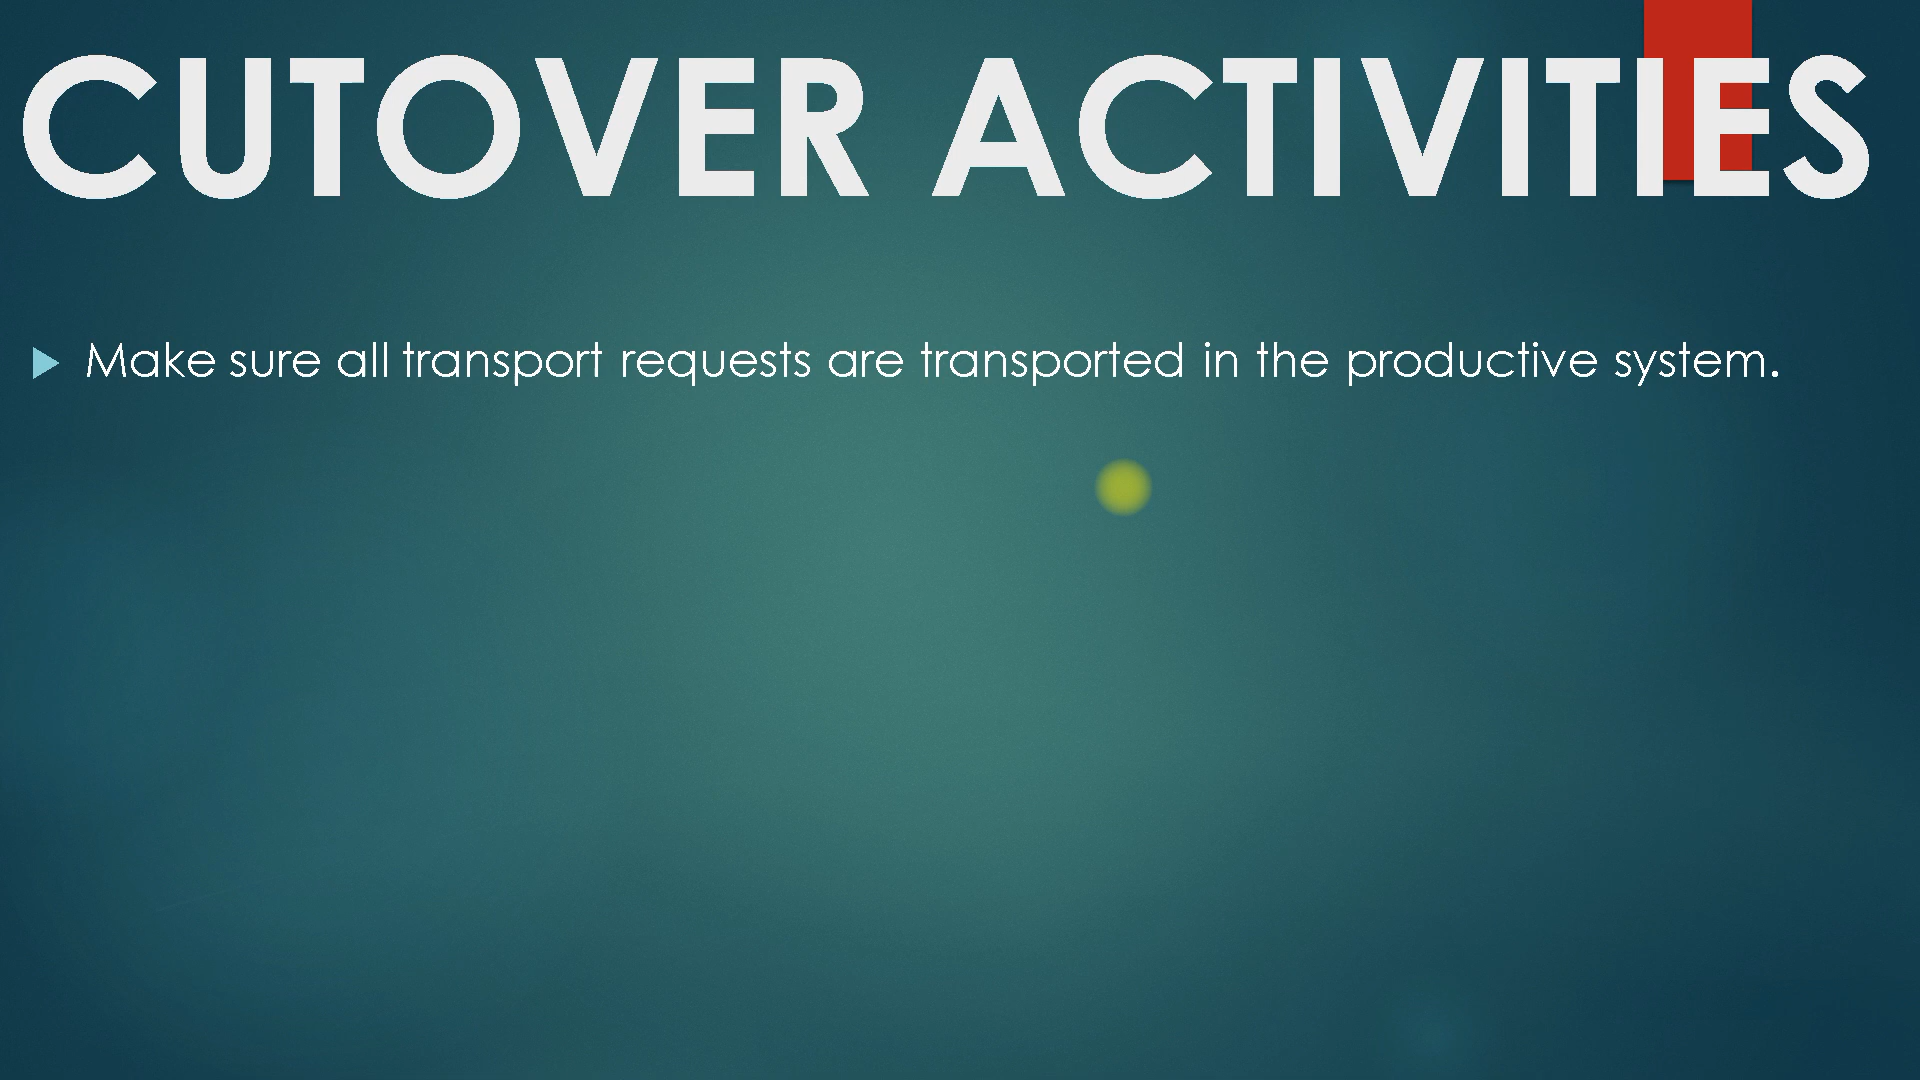 CUTOVER ACTIVITIES
Make sure all transport requests are transported in the productive system.